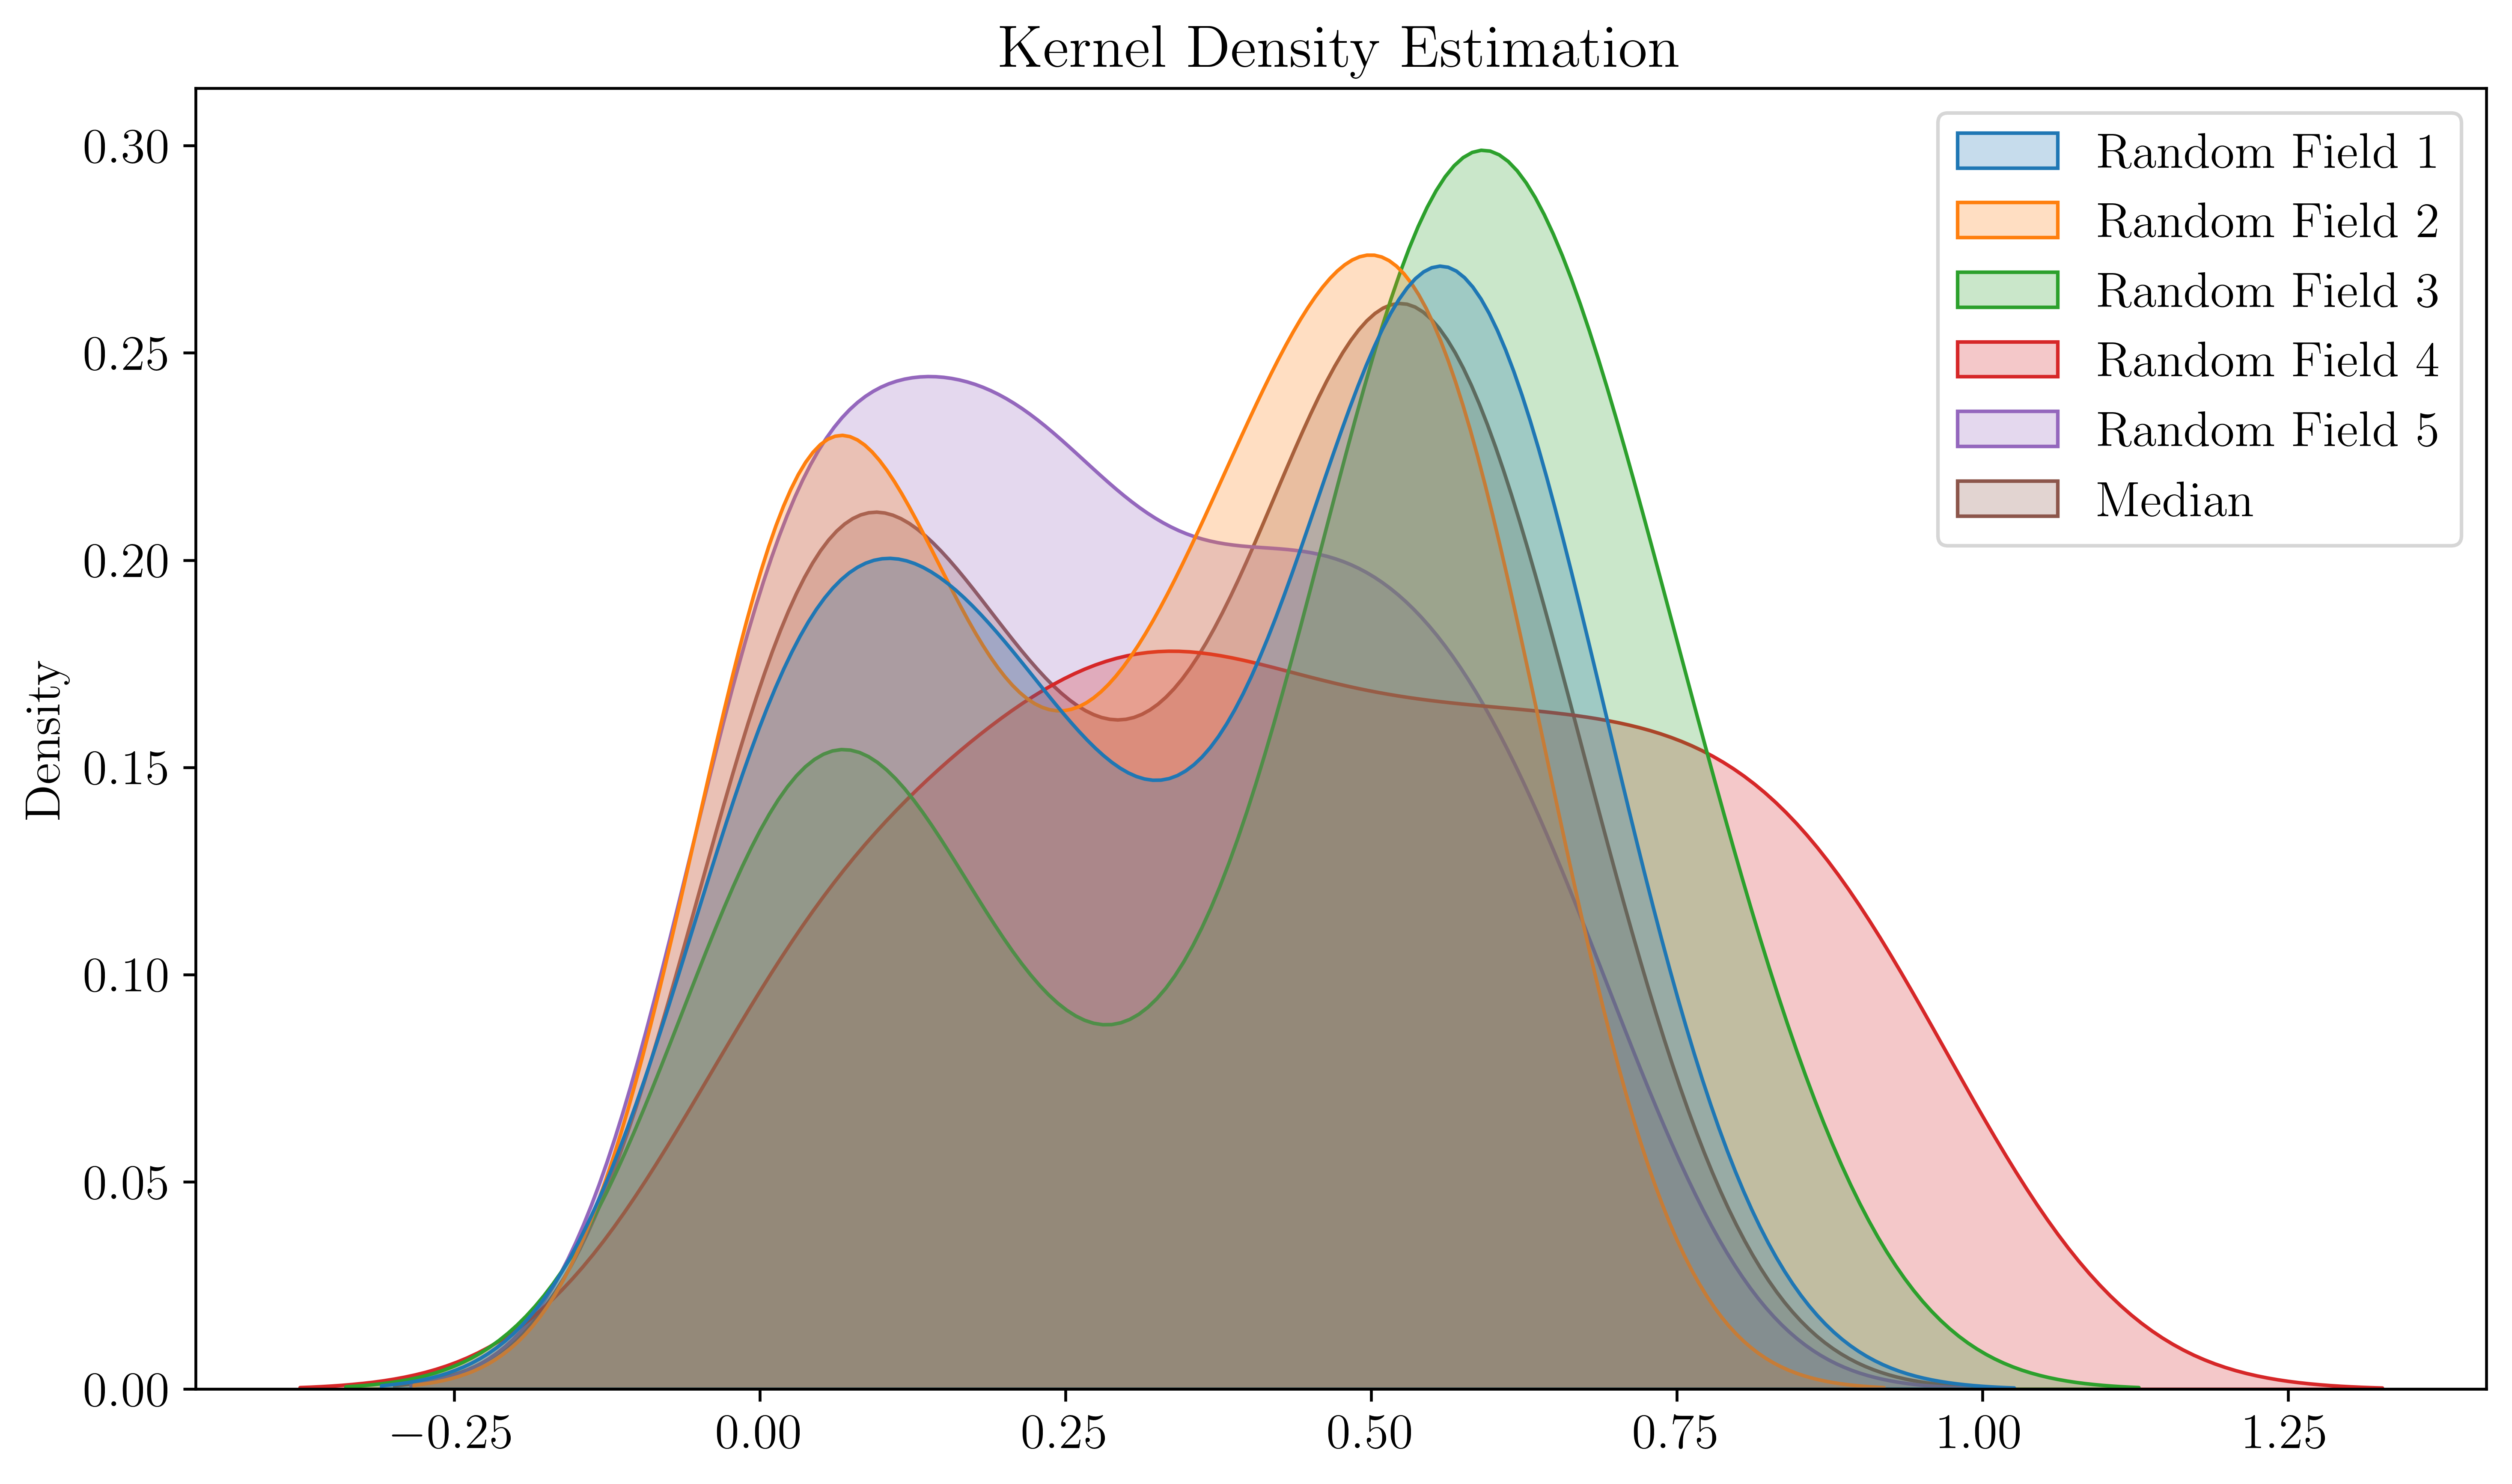 Kernel Density Estimation
Density
0.30
0.25
0.20
0.15
0.10
0.05
0.00
−0.25
0.00
0.25
0.50
0.75
1.00
1.25
Random Field 1
Random Field 2
Random Field 3
Random Field 4
Random Field 5
Median